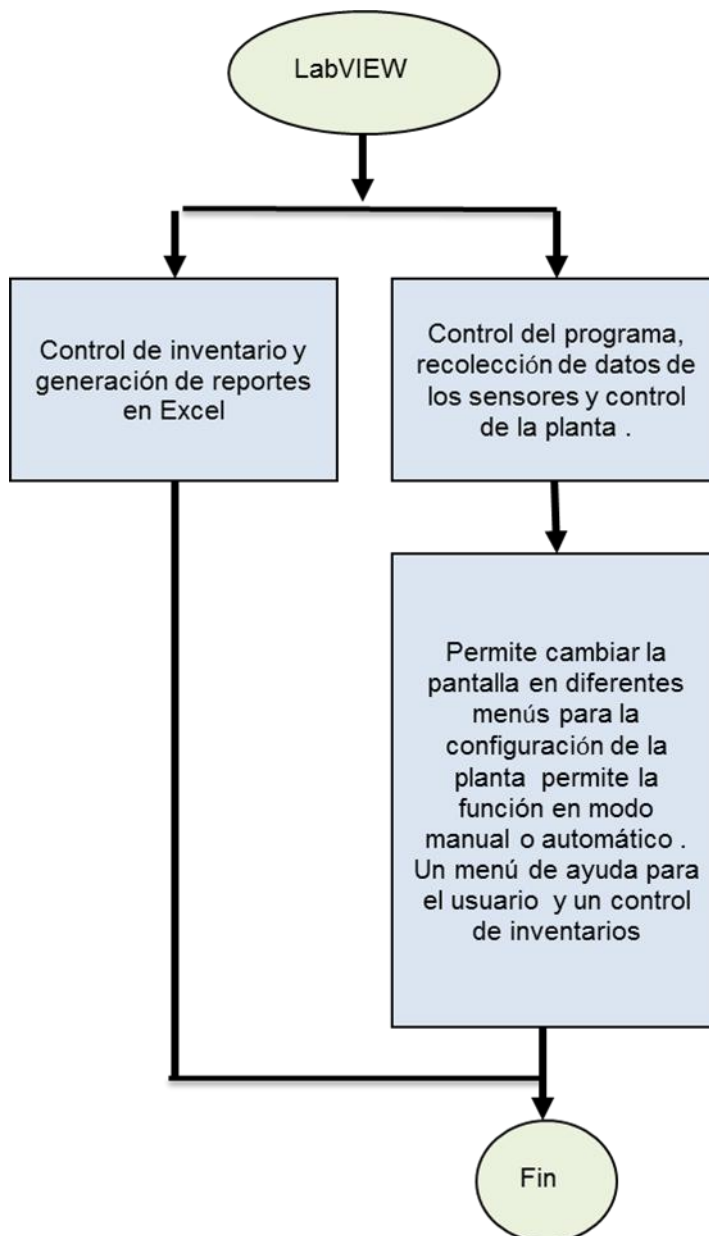 LabVIEW
Control de inventario y
generación de reportes
en Excel
Control del programa,
recolección de datos de
los sensores y control
de la planta .
Permite cambiar la
pantalla en diferentes
menús para la
configuración de la
planta  permite la
función en modo
manual o automático .
Un menú de ayuda para
el usuario  y un control
de inventarios
Fin